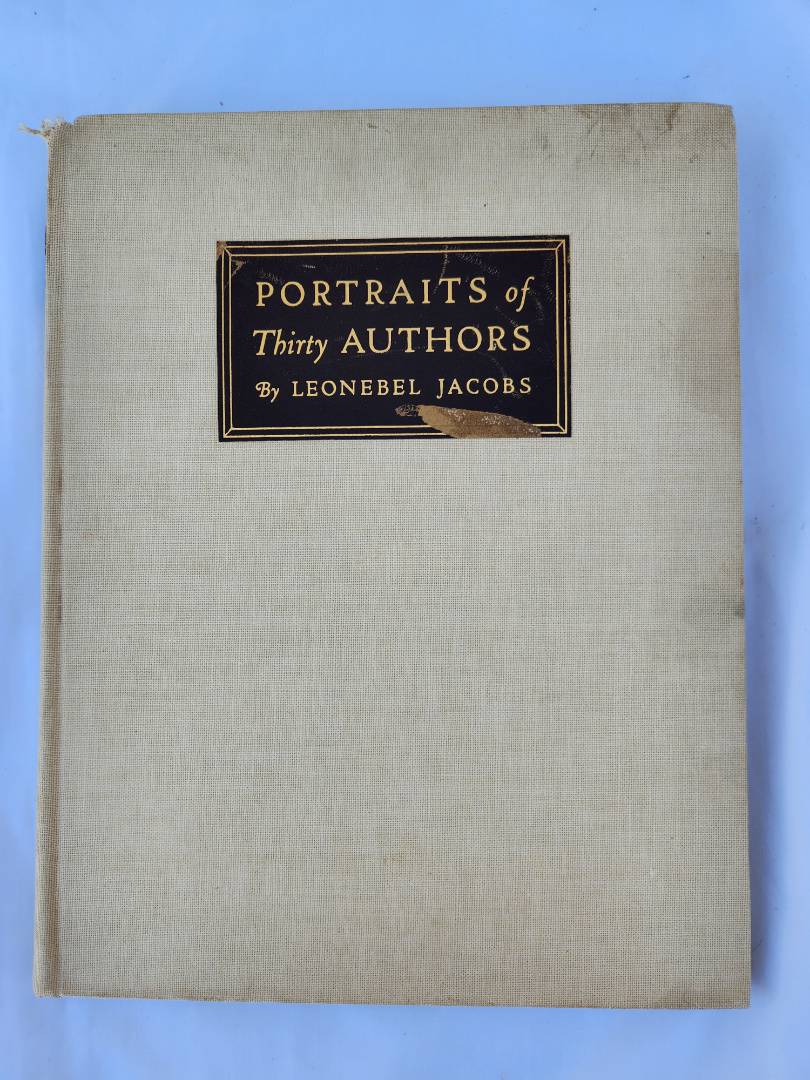 PORTRAITS of
Thirty AUTHORS
By LEONEBEL JACOBS